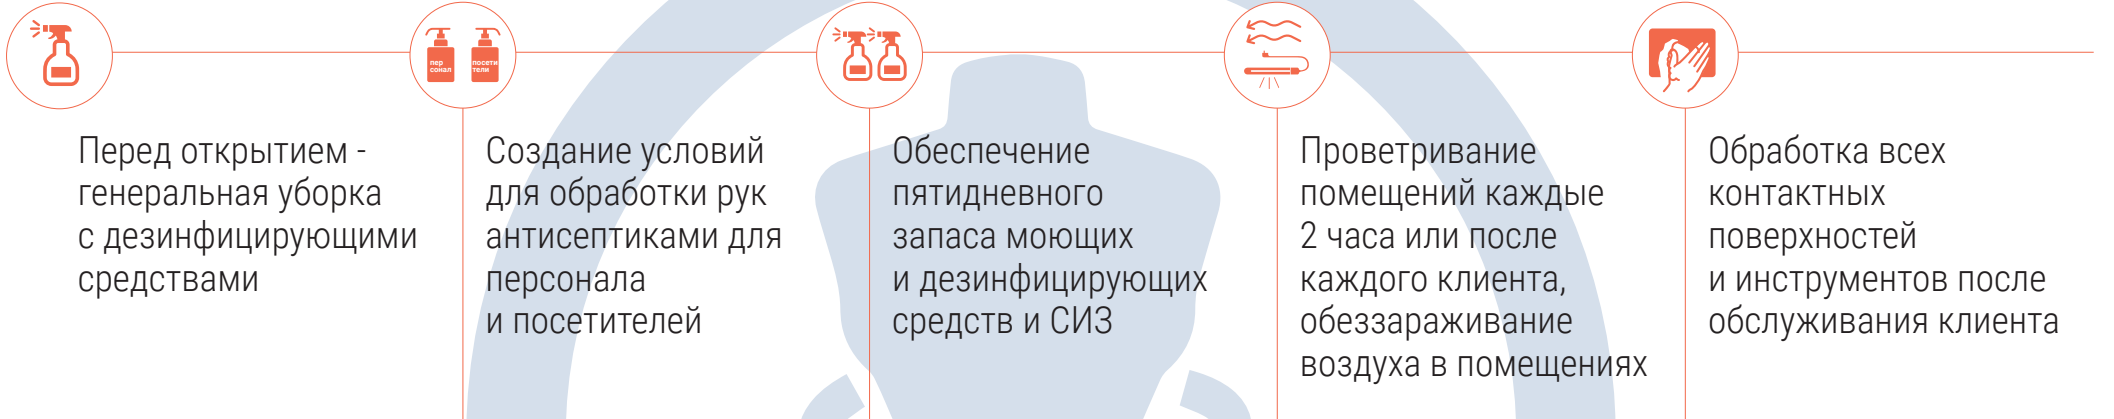 пер
сонал
посети
тели
Перед открытием -
генеральная уборка
с дезинфицирующими
средствами
Создание условий
для обработки рук
антисептиками для
персонала
и посетителей
Обеспечение
пятидневного
запаса моющих
и дезинфицирующих
средств и СИЗ
Проветривание
помещений каждые
2 часа или после
каждого клиента,
обеззараживание
воздуха в помещениях
Обработка всех
контактных
поверхностей
и инструментов после
обслуживания клиента